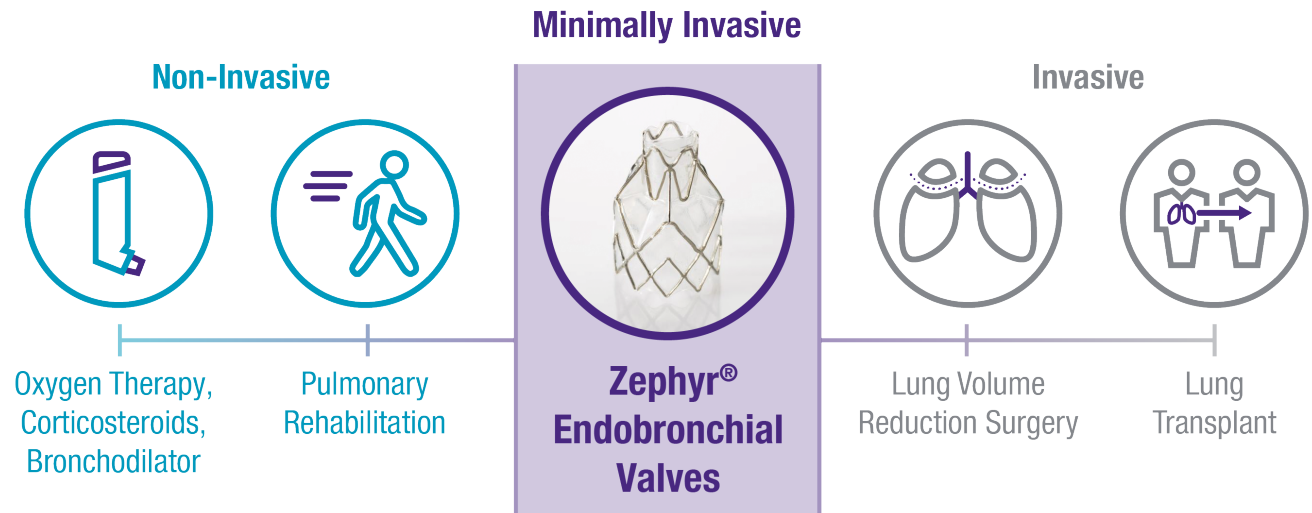 Minimally Invasive
Non-Invasive
Invasive
Oxygen Therapy,
Corticosteroids,
Bronchodilator
Pulmonary
Rehabilitation
Zephyr®
Endobronchial
Valves
Lung Volume
Reduction Surgery
Lung
Transplant